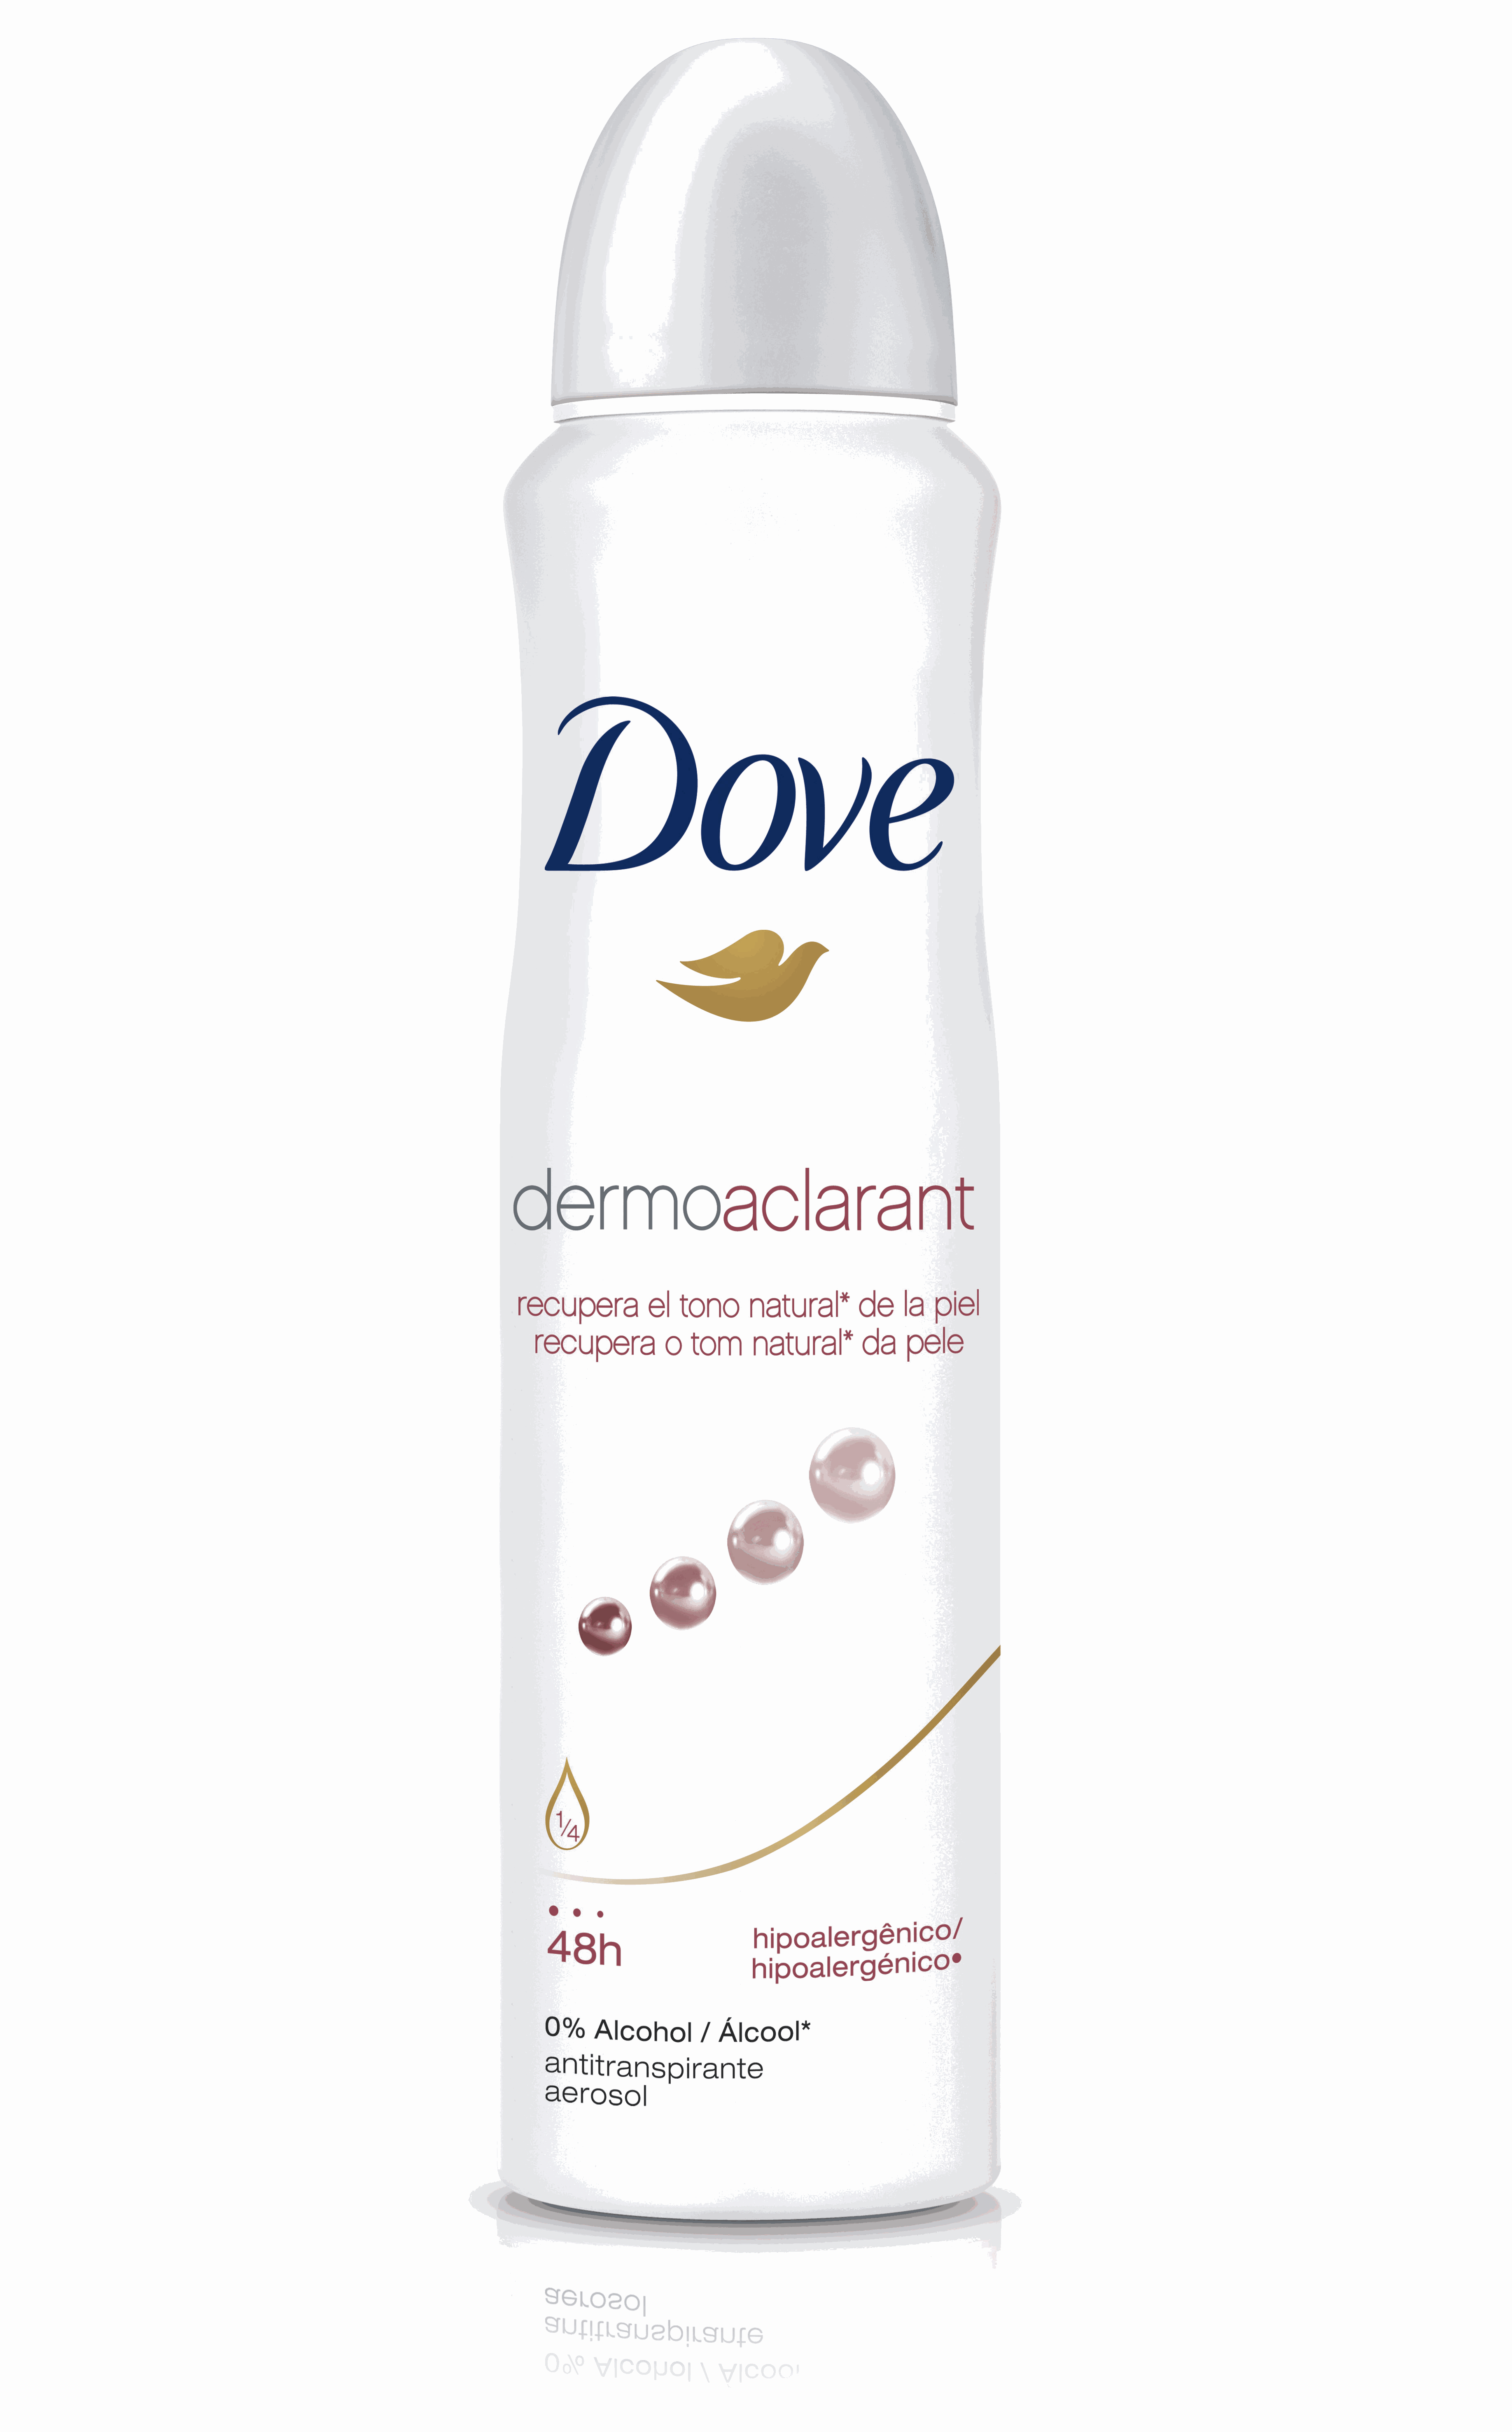 Dove
dermoaclarant
recupera el tono natural* de la piel
recupera o tom natural* da pele
1/4
48h
hipoalergênico/
hipoalergénico•
0% Alcohol / Álcool*
antitranspirante
aerosol